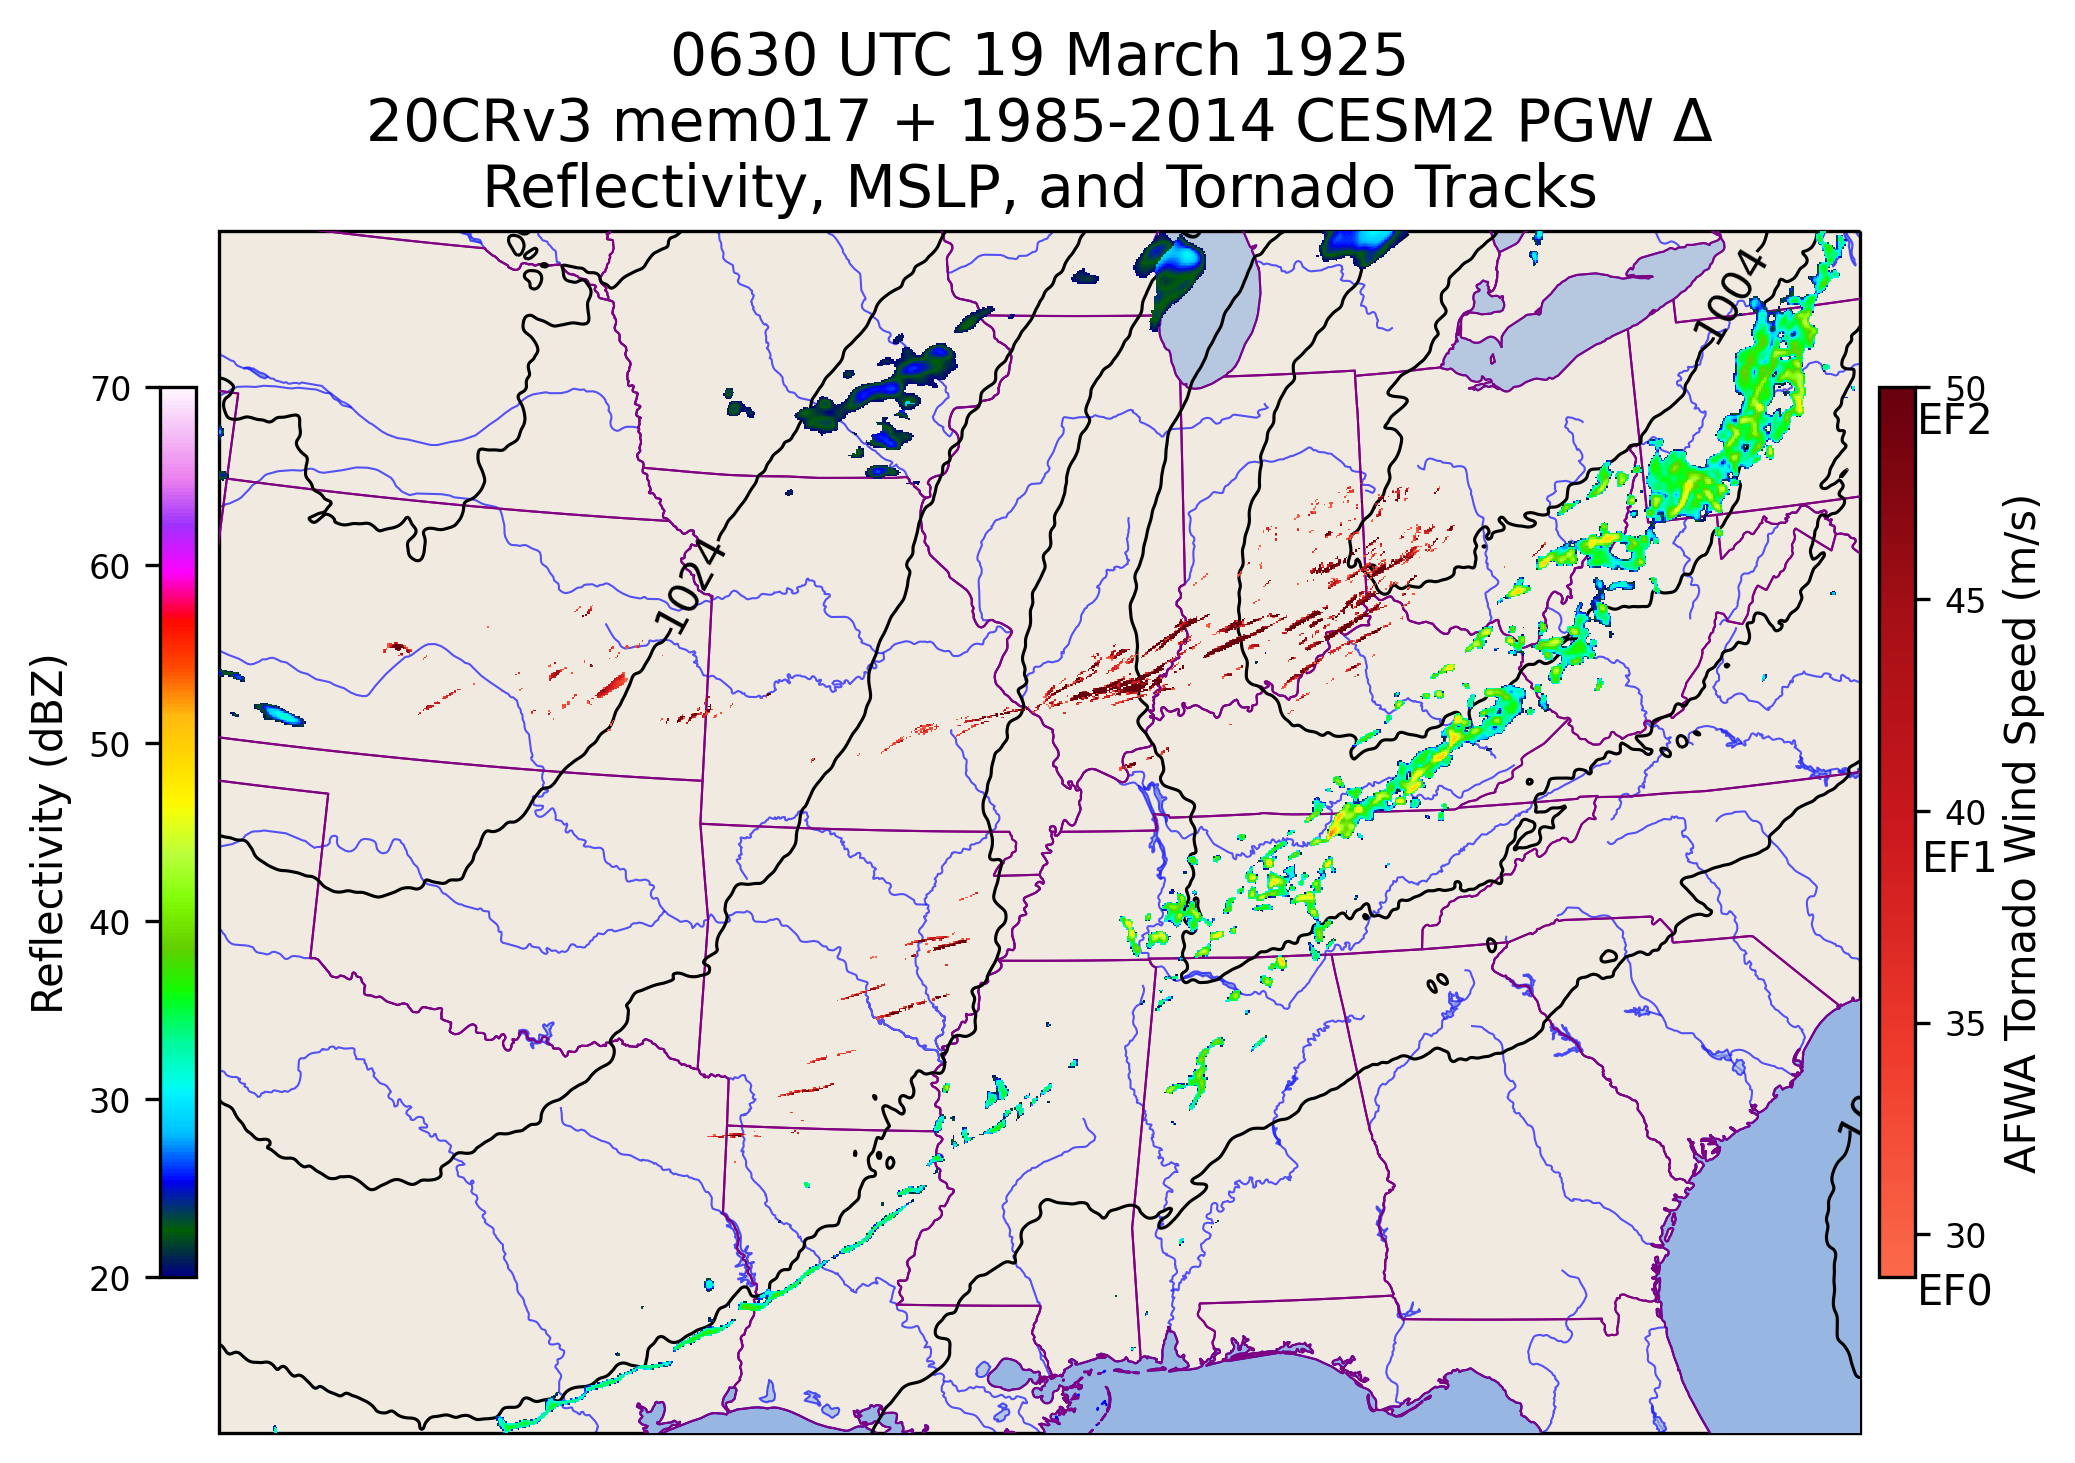 0630 UTC 19 March 1925
20CRv3 mem017 + 1985-2014 CESM2 PGW Δ
Reflectivity, MSLP, and Tornado Tracks
1004
1024
70
60
50
40
30
20
Reflectivity (dBZ)
50
EF2
45
40
EF1
35
30
EF0
AFWA Tornado Wind Speed (m/s)